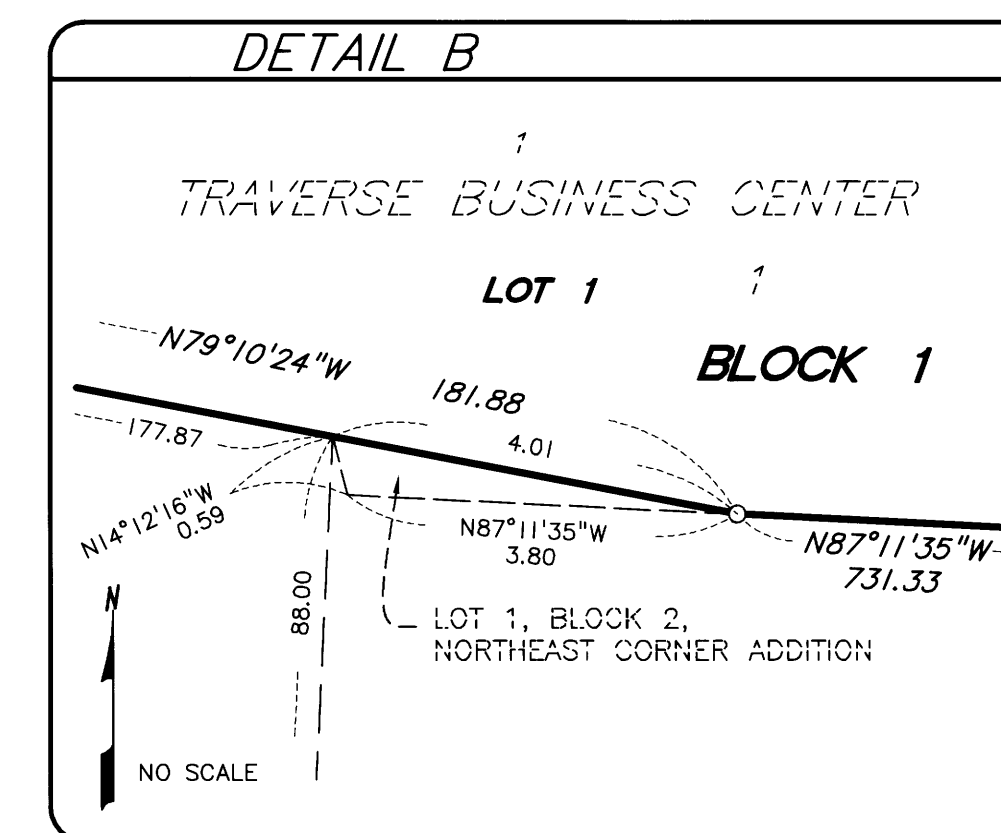 DETAIL B
1
TRAVERSE BUSINESS CENTER
LOT 1
1
BLOCK 1
N79°10'24"W
181.88
177.87
4.01
N14°12'16"W
0.59
N87°11'35"W
3.80
N87°11'35"W
731.33
88.00
LOT 1, BLOCK 2,
NORTHEAST CORNER ADDITION
N
NO SCALE